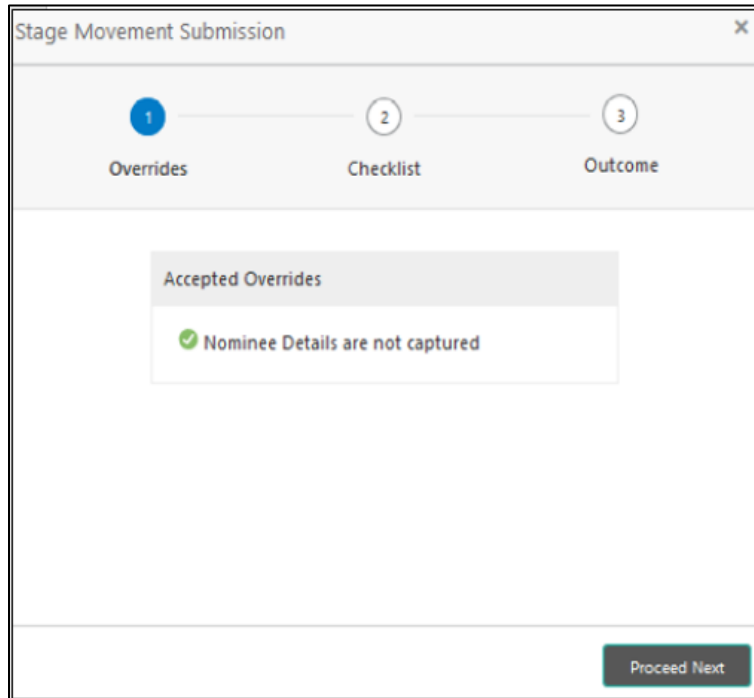 Stage Movement Submission ×
1 2 3
Overrides Checklist Outcome
Accepted Overrides
Nominee Details are not captured
Proceed Next